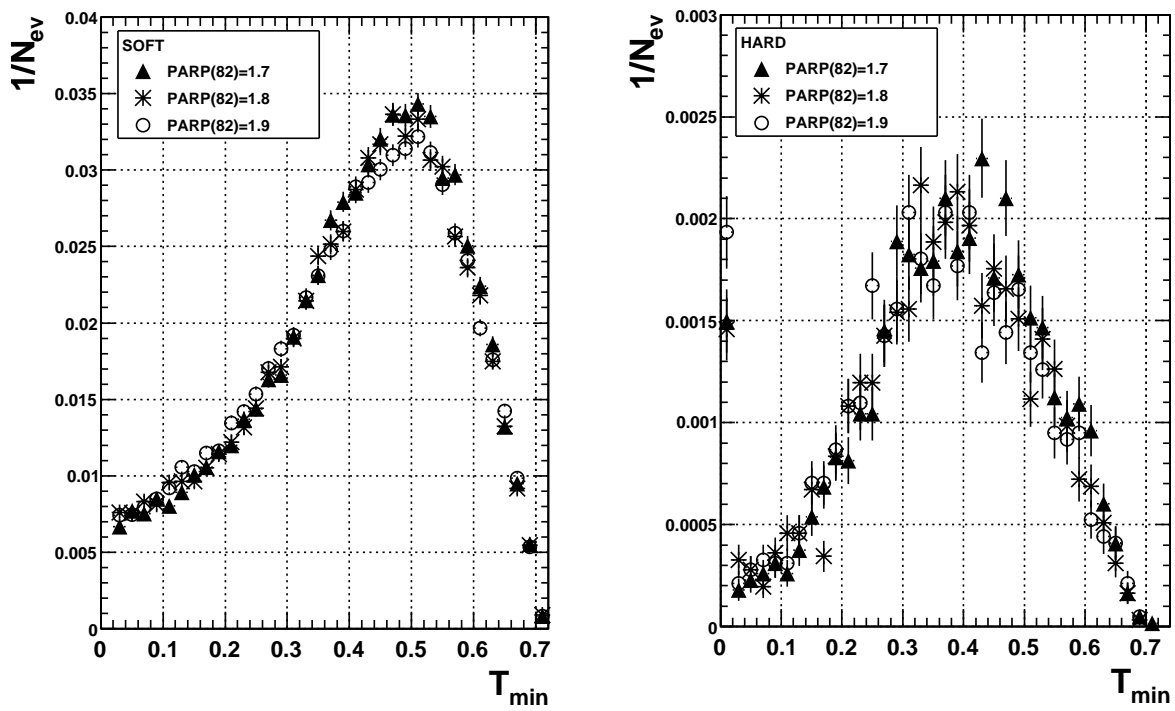 1/N_ev
0.04
0.035
0.03
0.025
0.02
0.015
0.01
0.005
0
SOFT
PARP(82)=1.7
PARP(82)=1.8
PARP(82)=1.9
0 0.1 0.2 0.3 0.4 0.5 0.6 0.7
T_min
1/N_ev
0.003
0.0025
0.002
0.0015
0.001
0.0005
0
HARD
PARP(82)=1.7
PARP(82)=1.8
PARP(82)=1.9
0 0.1 0.2 0.3 0.4 0.5 0.6 0.7
T_min